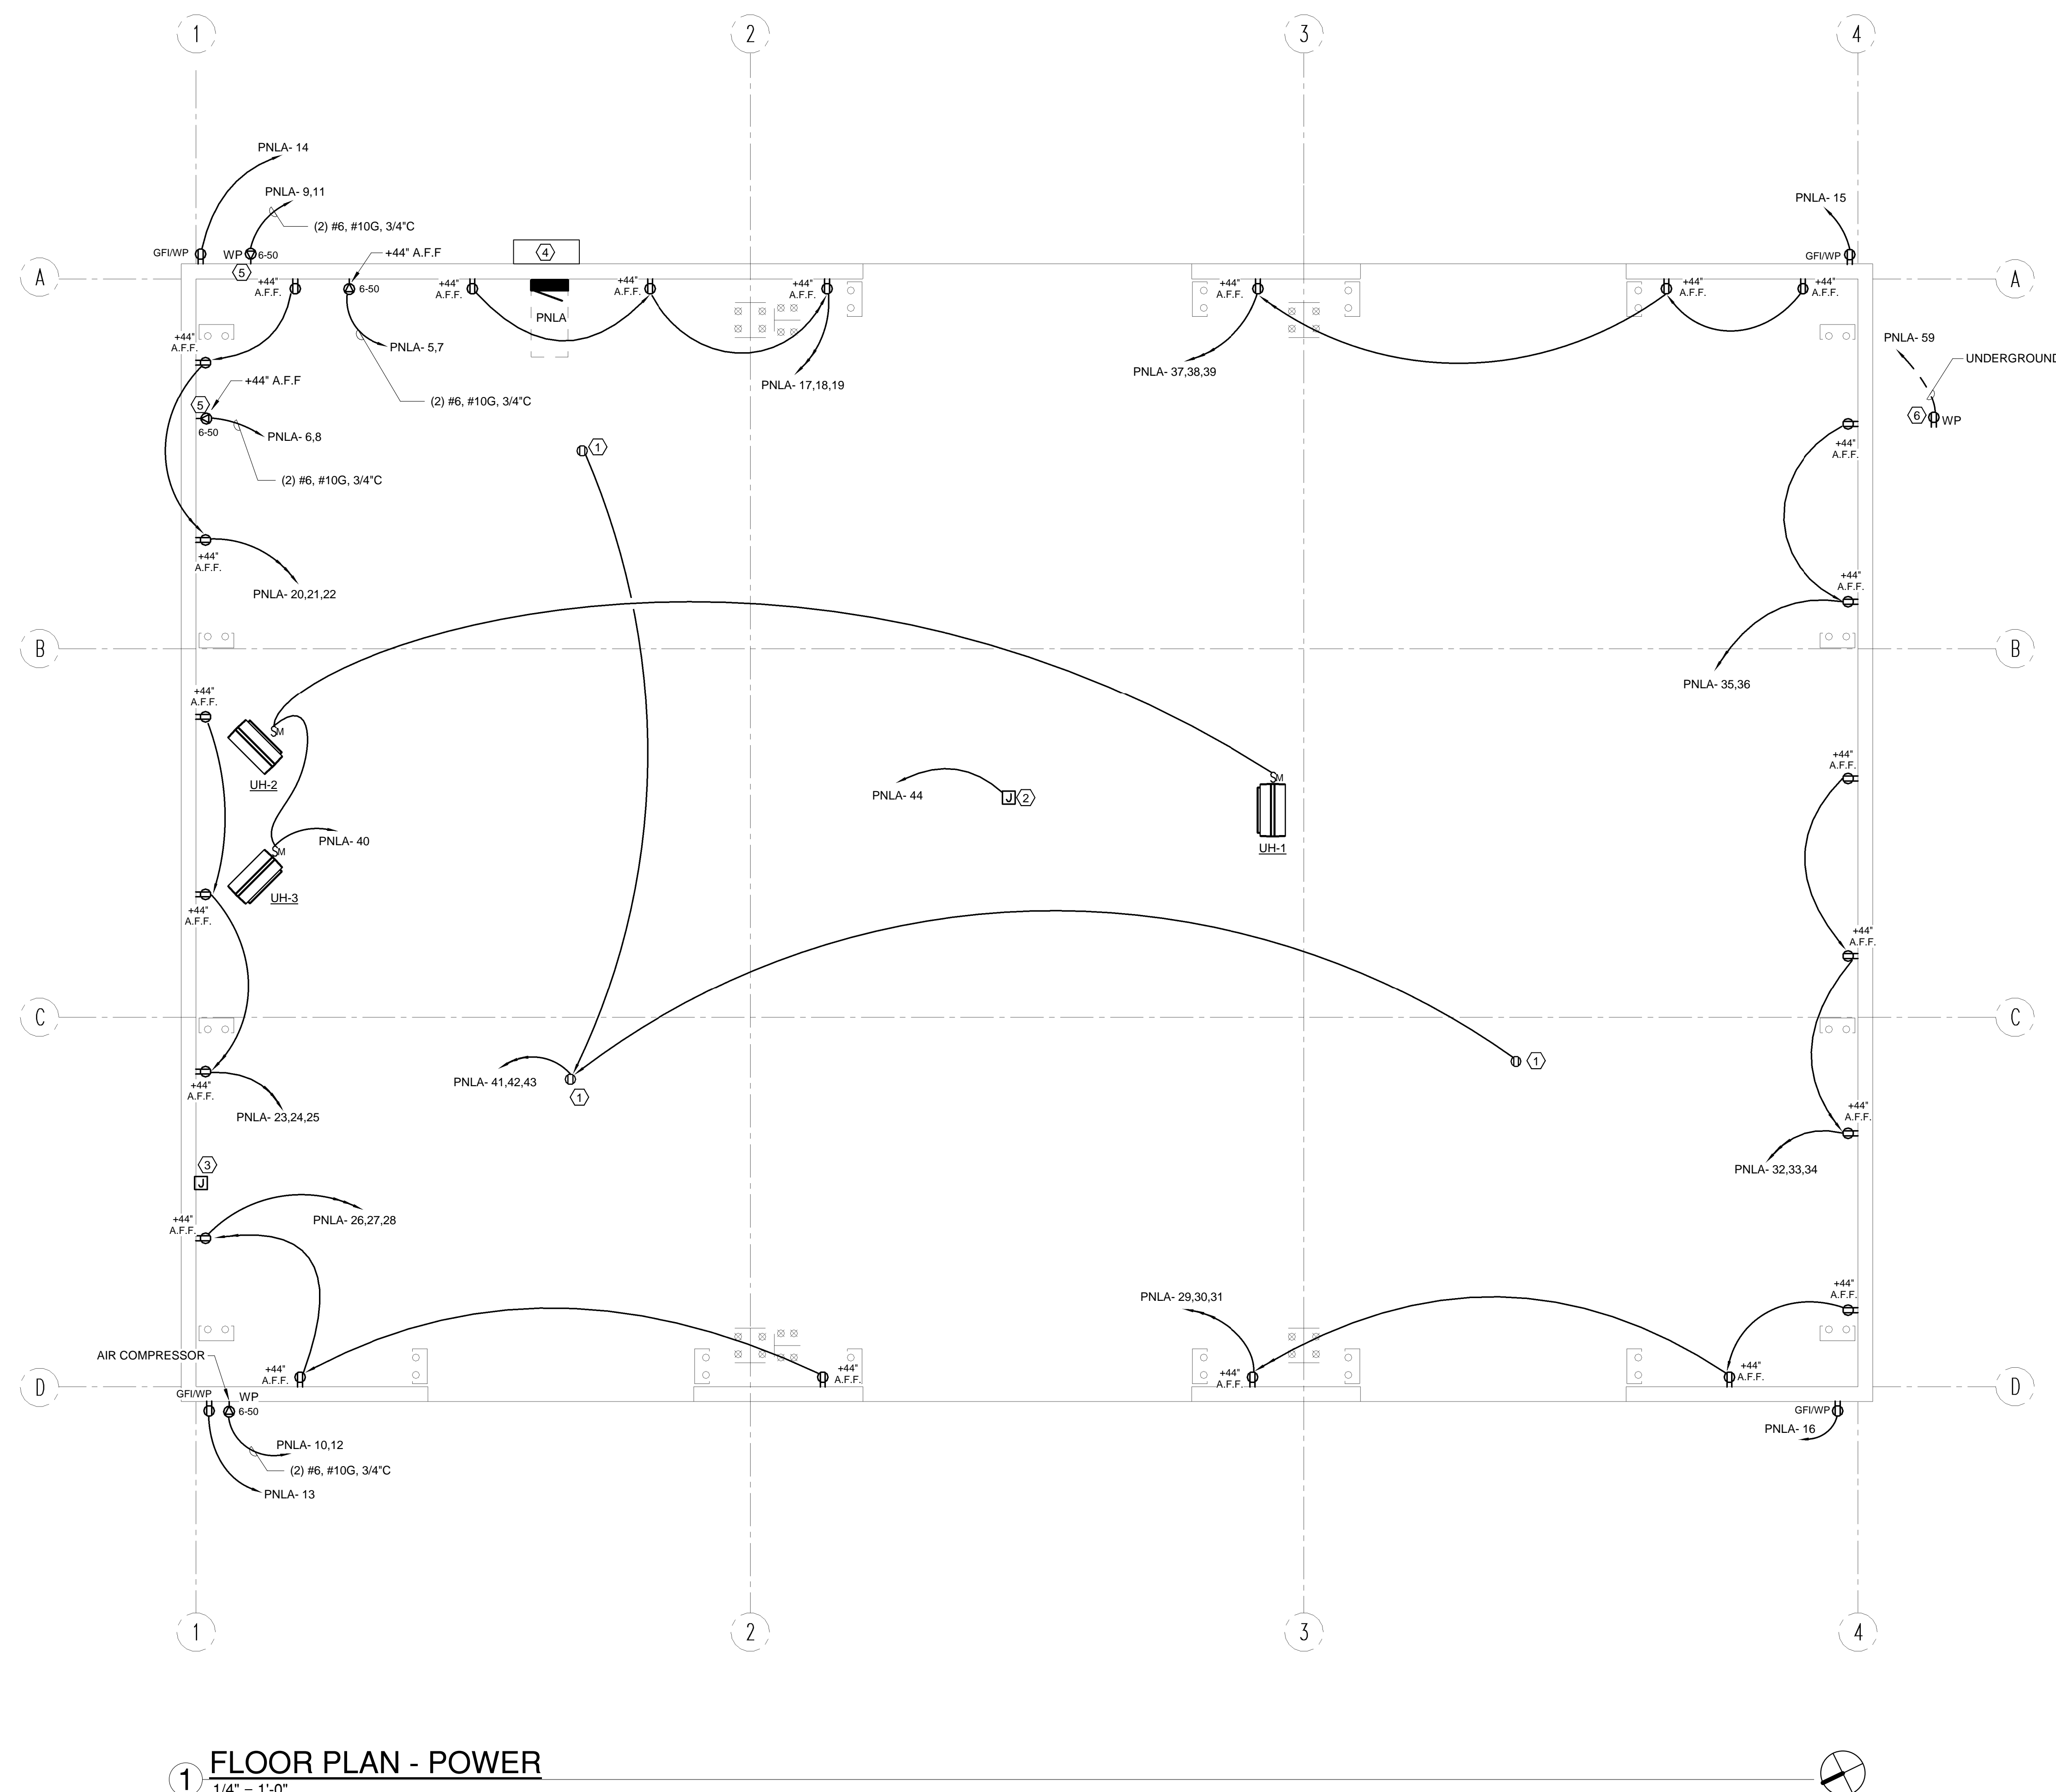 1 2 3 4
PNLA- 14
PNLA- 9,11
PNLA- 15
(2) #6, #10G, 3/4"C
GFI/WP WP 6-50
+44" A.F.F
4
GFI/WP
A A
5
+44"
A.F.F.
6-50
+44"
A.F.F.
+44"
A.F.F.
+44"
A.F.F.
+44"
A.F.F.
+44"
A.F.F.
+44"
A.F.F.
PNLA
+44"
A.F.F.
PNLA- 5,7
PNLA- 59
UNDERGROUND
PNLA- 37,38,39
+44" A.F.F
PNLA- 17,18,19
(2) #6, #10G, 3/4"C
5
6 WP
6-50
PNLA- 6,8
1
+44"
A.F.F.
(2) #6, #10G, 3/4"C
+44"
A.F.F.
+44"
A.F.F.
PNLA- 20,21,22
B B
PNLA- 35,36
+44"
A.F.F.
SM
UH-2
+44"
A.F.F.
SM
PNLA- 44
J 2
PNLA- 40
SM
UH-1
UH-3
+44"
A.F.F.
+44"
A.F.F.
C C
1
PNLA- 41,42,43
1
+44"
A.F.F.
PNLA- 23,24,25
+44"
A.F.F.
3
J
PNLA- 32,33,34
+44"
A.F.F.
PNLA- 26,27,28
PNLA- 29,30,31
+44"
A.F.F.
AIR COMPRESSOR
+44"
A.F.F.
+44"
A.F.F.
+44"
A.F.F.
+44"
A.F.F.
D D
GFI/WP WP
6-50
GFI/WP
PNLA- 16
PNLA- 10,12
(2) #6, #10G, 3/4"C
PNLA- 13
1 2 3 4
1 FLOOR PLAN - POWER
1/4" = 1'-0"